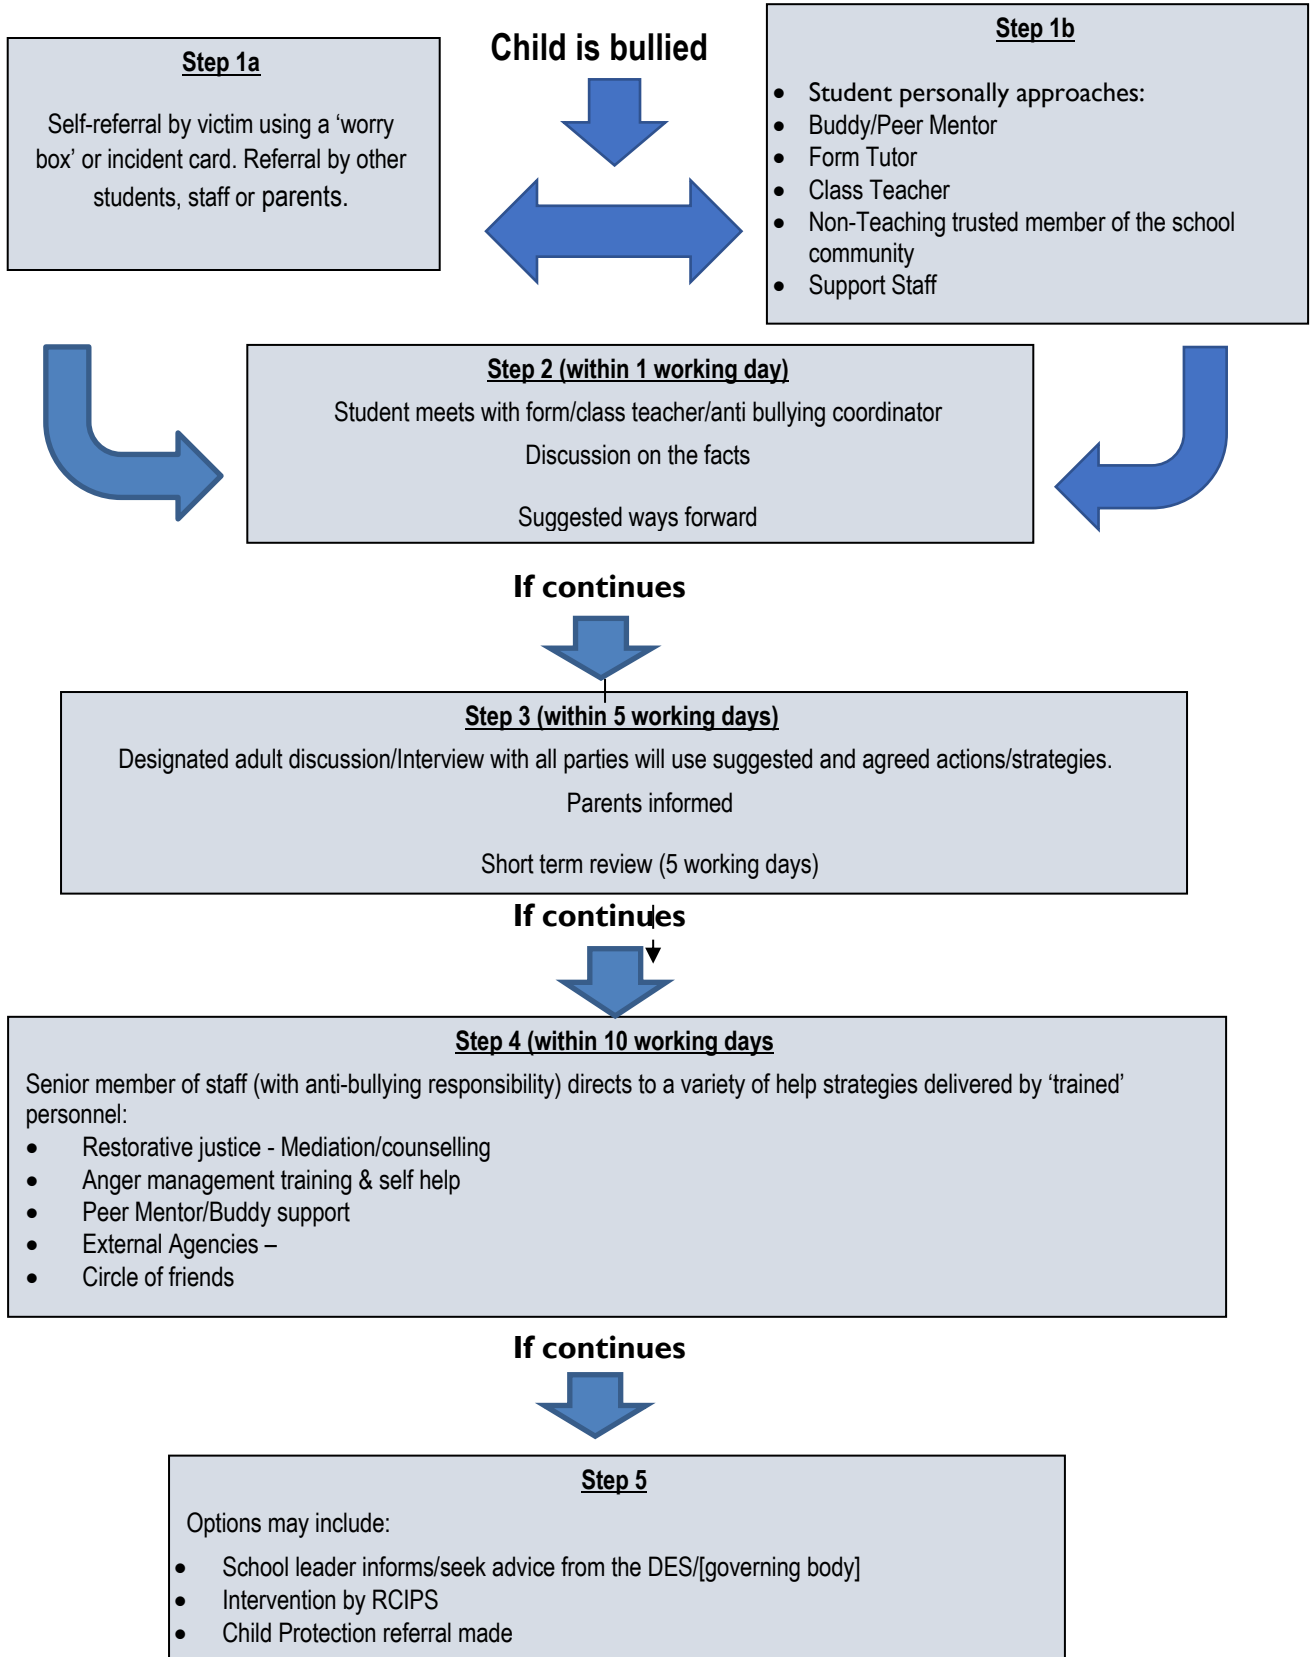 Child is bullied
Step 1a
Self-referral by victim using a ‘worry
box’ or incident card. Referral by other
students, staff or parents.
Step 1b
• Student personally approaches:
• Buddy/Peer Mentor
• Form Tutor
• Class Teacher
• Non-Teaching trusted member of the school
community
• Support Staff
Step 2 (within 1 working day)
Student meets with form/class teacher/anti bullying coordinator
Discussion on the facts
Suggested ways forward
If continues
Step 3 (within 5 working days)
Designated adult discussion/Interview with all parties will use suggested and agreed actions/strategies.
Parents informed
Short term review (5 working days)
If continues
Step 4 (within 10 working days
Senior member of staff (with anti-bullying responsibility) directs to a variety of help strategies delivered by ‘trained’
personnel:
• Restorative justice - Mediation/counselling
• Anger management training & self help
• Peer Mentor/Buddy support
• External Agencies –
• Circle of friends
If continues
Step 5
Options may include:
• School leader informs/seek advice from the DES/[governing body]
• Intervention by RCIPS
• Child Protection referral made